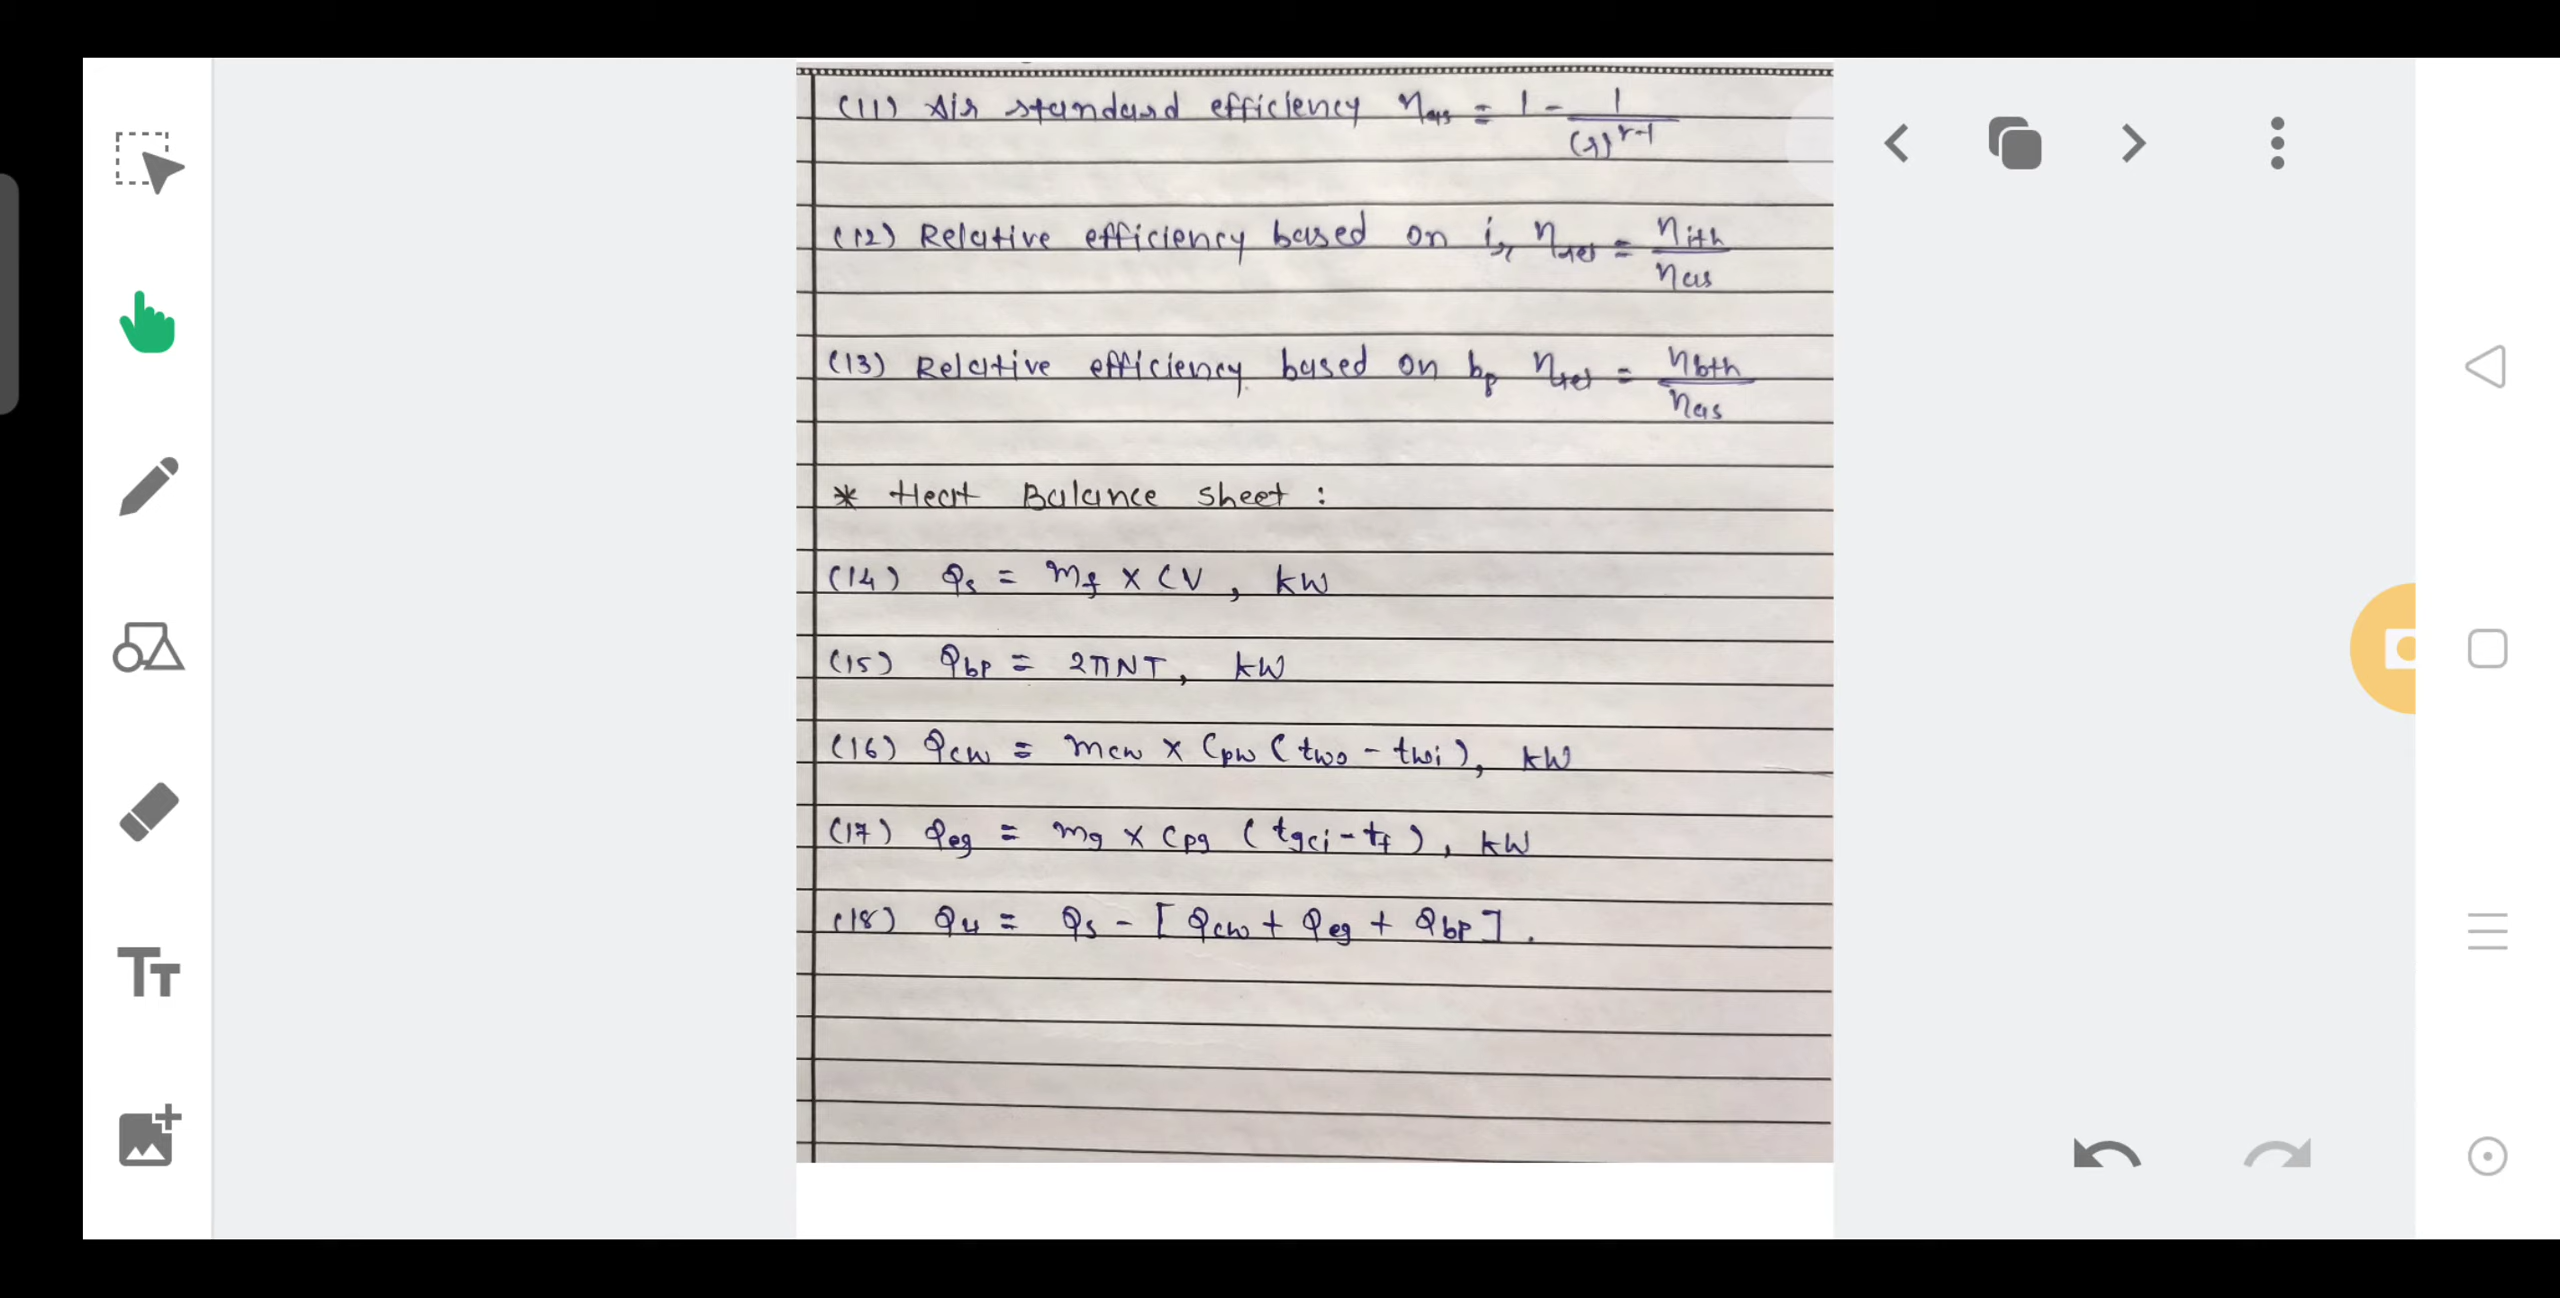 (11) Air standard efficiency ηas = 1 - 1/(r)^γ-1
(12) Relative efficiency based on ip ηrel = ηith/ηas
(13) Relative efficiency based on bp ηrel = ηbth/ηas
* Heat Balance sheet :
(14) Qs = mf × CV , kW
(15) Qbp = 2πNT, kW
(16) Qcw = mcw × Cpw (two - twi), kW
(17) Qeg = mg × Cpg (tgci - tf), kW
(18) Qu = Qs - [Qcw + Qeg + Qbp].
TT